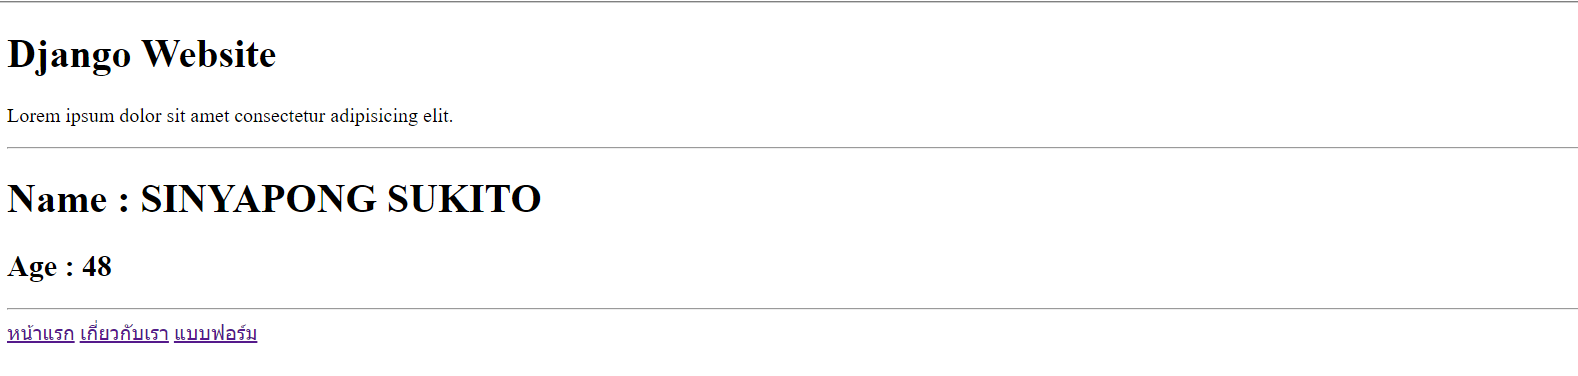 Django Website
Lorem ipsum dolor sit amet consectetur adipisicing elit.
Name : SINYAPONG SUKITO
Age : 48
หน้าแรก เกี่ยวกับเรา แบบฟอร์ม